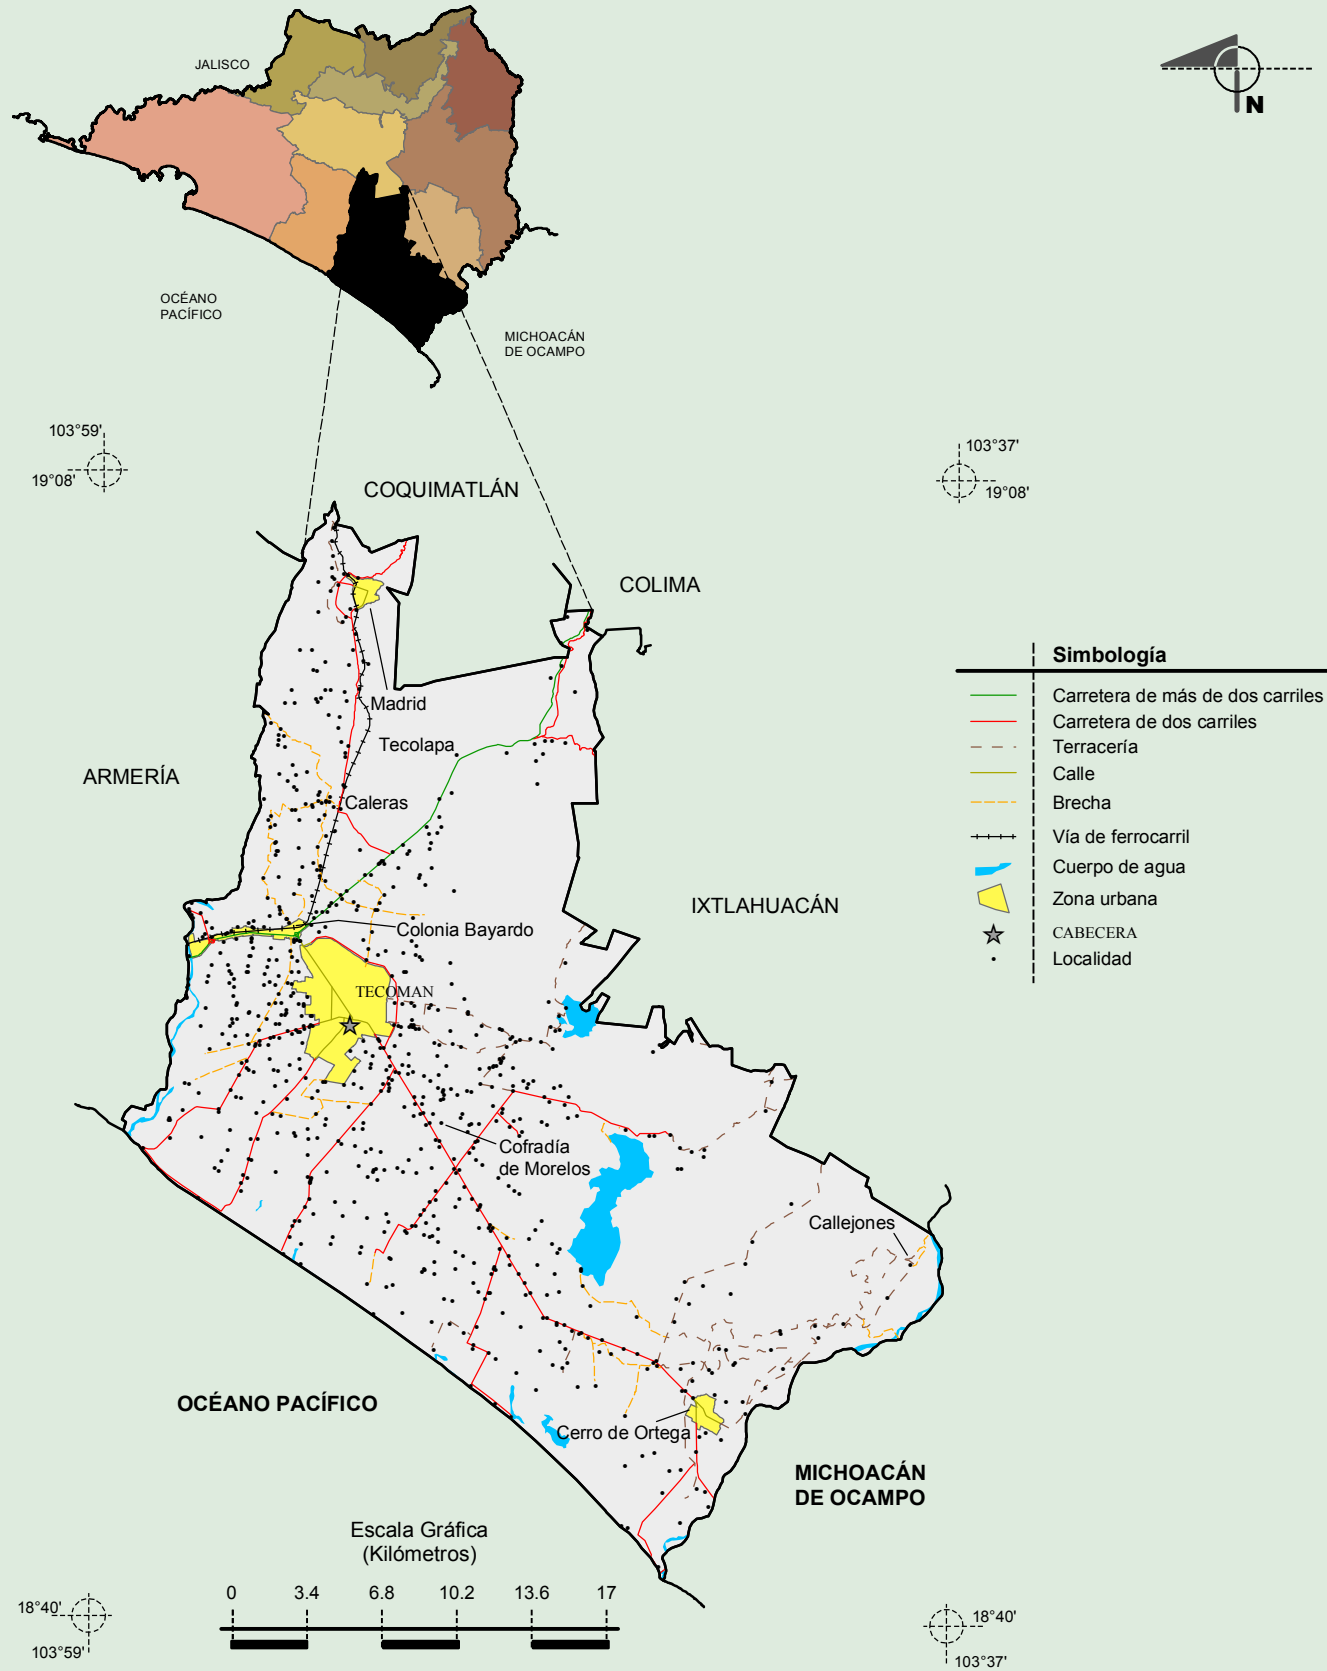 JALISCO
N
OCÉANO
PACÍFICO
MICHOACÁN
DE OCAMPO
103°59'
19°08'
103°37'
19°08'
COQUIMATLÁN
COLIMA
Simbología
Carretera de más de dos carriles
Carretera de dos carriles
Terracería
Calle
Brecha
Vía de ferrocarril
Cuerpo de agua
Zona urbana
CABECERA
Localidad
Madrid
Tecolapa
ARMERÍA
Caleras
IXTLAHUACÁN
Colonia Bayardo
TECOMAN
Cofradía
de Morelos
Callejones
OCÉANO PACÍFICO
Cerro de Ortega
MICHOACÁN
DE OCAMPO
Escala Gráfica
(Kilómetros)
0 3.4 6.8 10.2 13.6 17
18°40'
103°59'
18°40'
103°37'